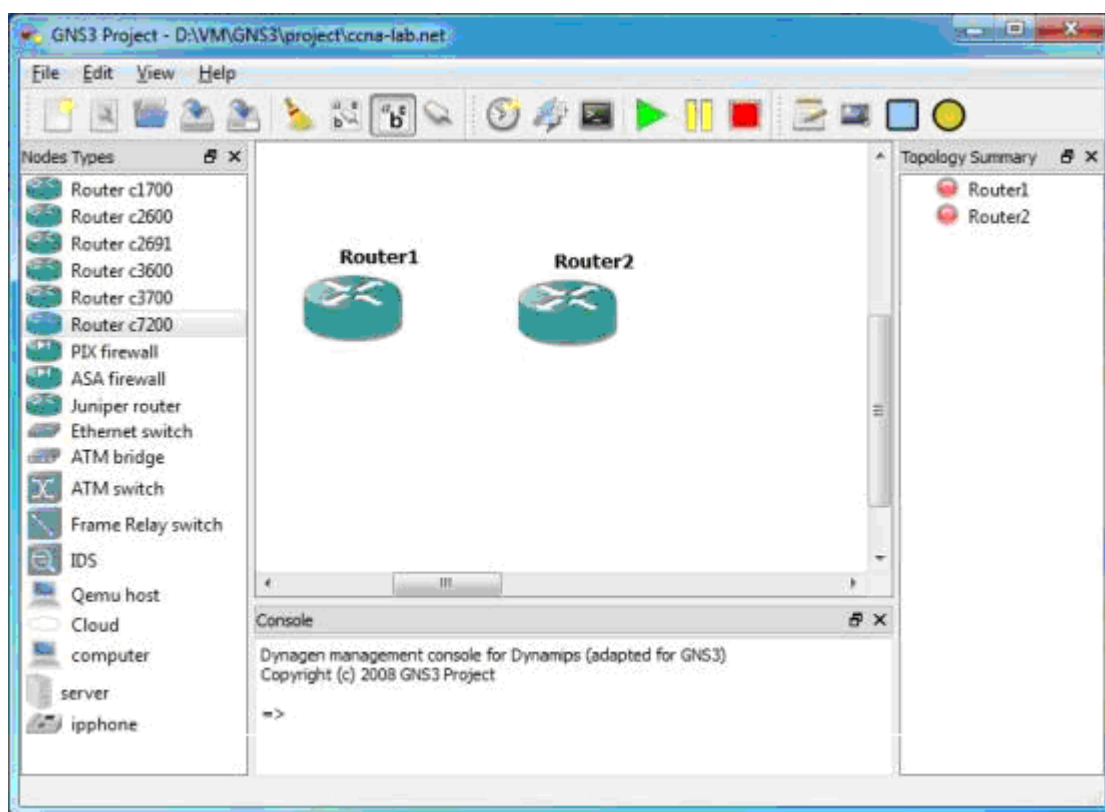 GNS3 Project - D:\VM\GNS3\project\ccna-lab.net
File Edit View Help
Nodes Types
Router c1700
Router c2600
Router c2691
Router c3600
Router c3700
Router c7200
PIX firewall
ASA firewall
Juniper router
Ethernet switch
ATM bridge
ATM switch
Frame Relay switch
IDS
Qemu host
Cloud
computer
server
ipphone
Router1
Router2
Console
Dynagen management console for Dynamips (adapted for GNS3)
Copyright (c) 2008 GNS3 Project
=>
Topology Summary
Router1
Router2